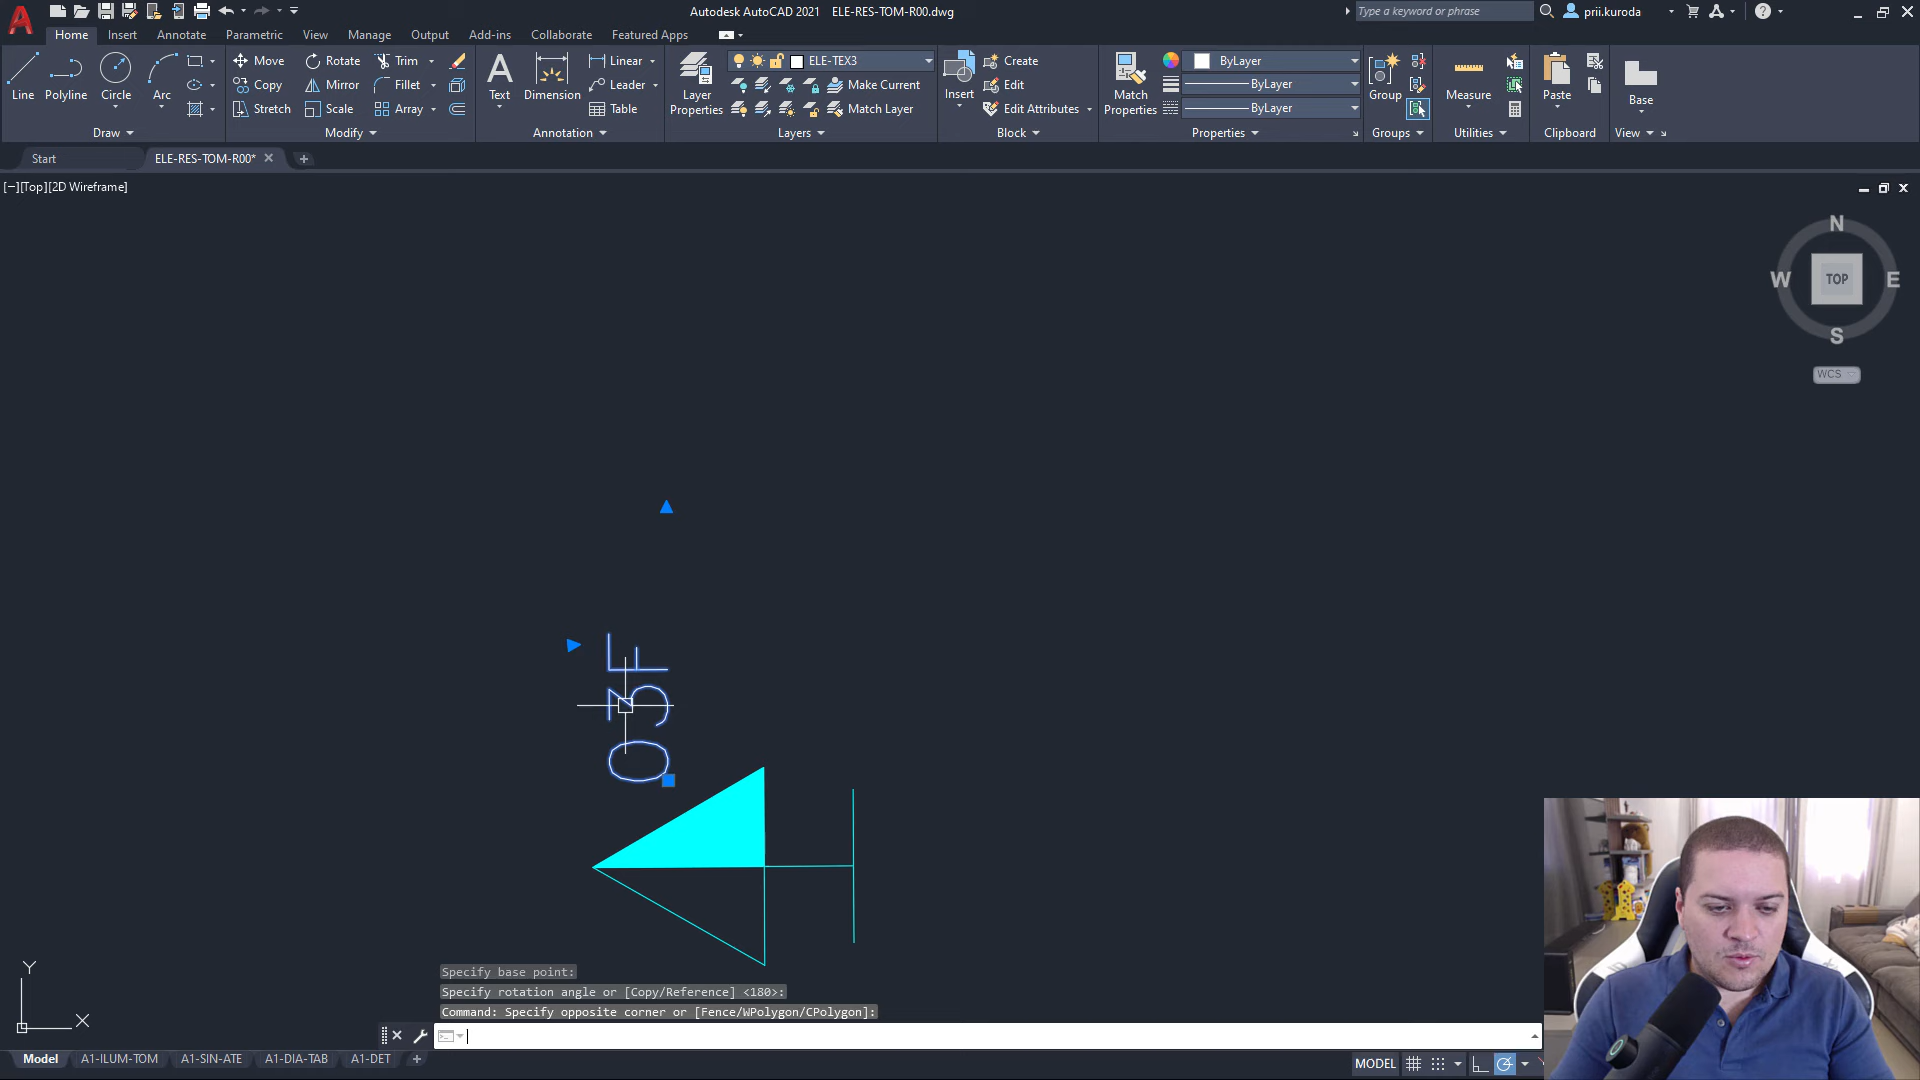 Autodesk AutoCAD 2021 ELE-RES-TOM-R00.dwg
Type a keyword or phrase
prii.kuroda
Home Insert Annotate Parametric View Manage Output Add-ins Collaborate Featured Apps
Line
Polyline
Circle
Arc
Draw
Move
Rotate
Trim
Copy
Mirror
Fillet
Stretch
Scale
Array
Modify
Text
Dimension
Linear
Leader
Table
Annotation
Layer
Properties
ELE-TEX3
Make Current
Match Layer
Layers
Insert
Create
Edit
Edit Attributes
Block
Match
Properties
ByLayer
ByLayer
ByLayer
Properties
Group
Groups
Measure
Utilities
Paste
Clipboard
Base
View
Start
ELE-RES-TOM-R00*
[−][Top][2D Wireframe]
N
W
TOP
E
S
WCS
03F
Y
X
Specify base point:
Specify rotation angle or [Copy/Reference] <180>:
Command: Specify opposite corner or [Fence/WPolygon/CPolygon]:
Model A1-ILUM-TOM A1-SIN-ATE A1-DIA-TAB A1-DET
MODEL